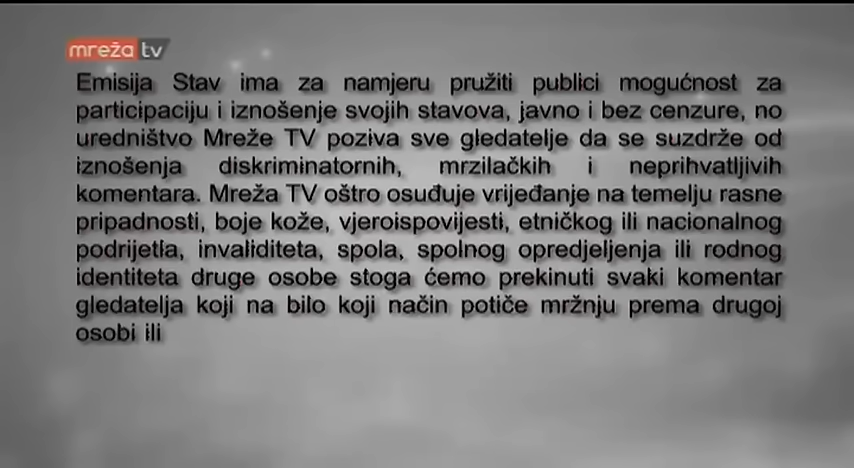 mreža tv
Emisija Stav ima za namjeru pružiti publici mogućnost za
participaciju i iznošenje svojih stavova, javno i bez cenzure, no
uredništvo Mreže TV poziva sve gledatelje da se suzdrže od
iznošenja diskriminatornih, mrzilačkih i neprihvatljivih
komentara. Mreža TV oštro osuđuje vrijeđanje na temelju rasne
pripadnosti, boje kože, vjeroispovijesti, etničkog ili nacionalnog
podrijetla, invaliditeta, spola, spolnog opredjeljenja ili rodnog
identiteta druge osobe stoga ćemo prekinuti svaki komentar
gledatelja koji na bilo koji način potiče mržnju prema drugoj
osobi ili